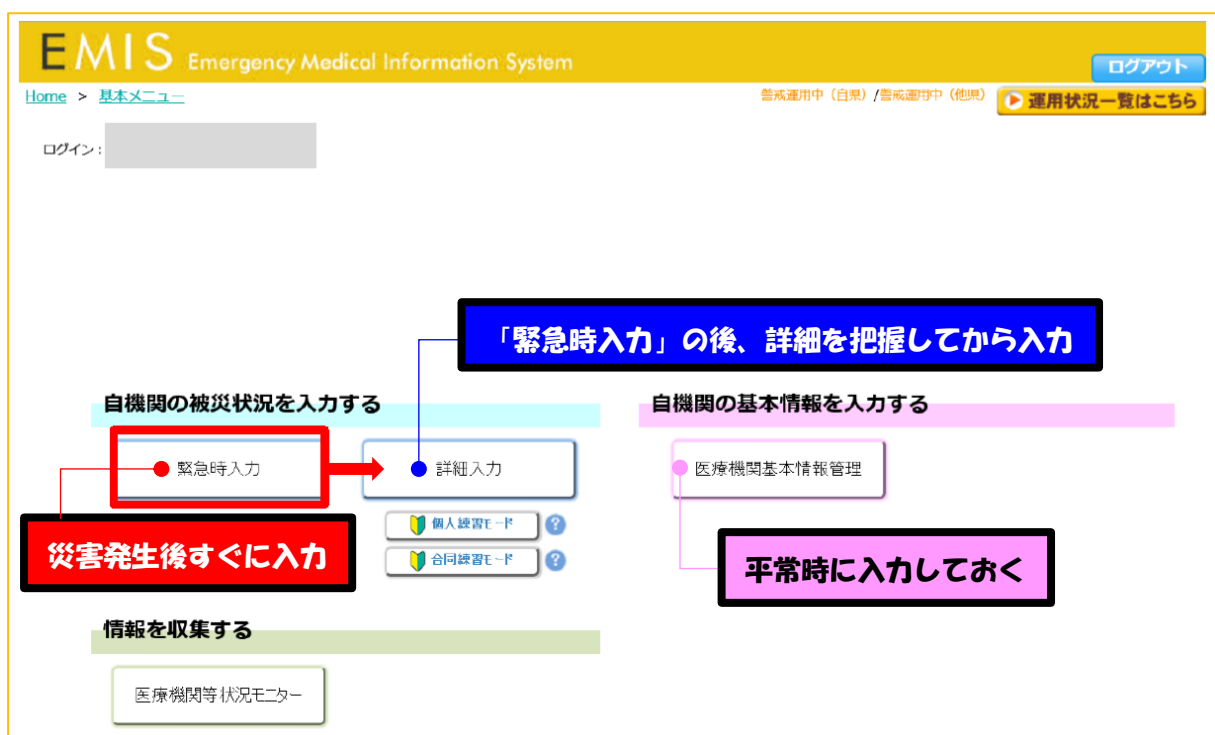 EMIS Emergency Medical Information System
ログアウト
Home > 基本メニュー
警戒運用中（自県）/警戒運用中（他県）
運用状況一覧はこちら
ログイン：
「緊急時入力」の後、詳細を把握してから入力
自機関の被災状況を入力する
自機関の基本情報を入力する
緊急時入力
詳細入力
医療機関基本情報管理
個人練習モード ?
合同練習モード ?
災害発生後すぐに入力
平常時に入力しておく
情報を収集する
医療機関等状況モニター